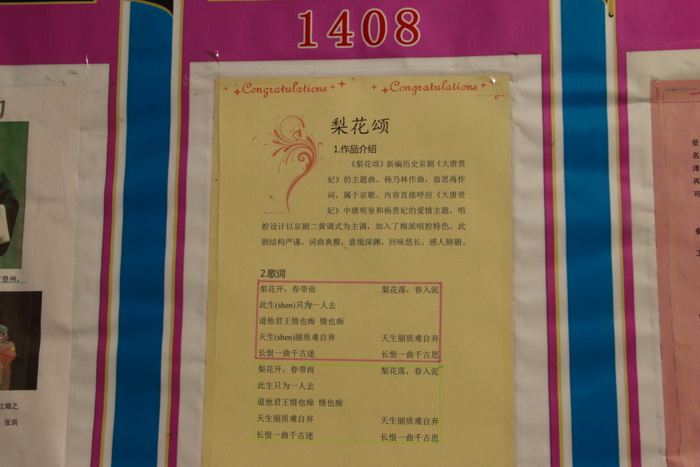 1408
Congratulations Congratulations
梨花颂
1.作品介绍
《梨花颂》新编历史京剧《大唐贵
妃》的主题曲。杨乃林作曲，翁思再作
词，属于京歌。内容直接呼应《大唐贵
妃》中唐明皇和杨贵妃的爱情主题，唱
腔设计以京剧二黄调式为主调，加入了梅派唱腔特色，此
剧结构严谨，词曲典雅，意境深渊，回味悠长，感人肺腑。
2.歌词
梨花开，春带雨 梨花落，春入泥
此生(shen)只为一人去
道他君王情也痴 情也痴
天生(shen)丽质难自弃 天生丽质难自弃
长恨一曲千古迷 长恨一曲千古思
梨花开，春带雨 梨花落，春入泥
此生只为一人去
道他君王情也痴 情也痴
天生丽质难自弃 天生丽质难自弃
长恨一曲千古迷 长恨一曲千古思
登州，
江姬之
张琪
受
名
再
可